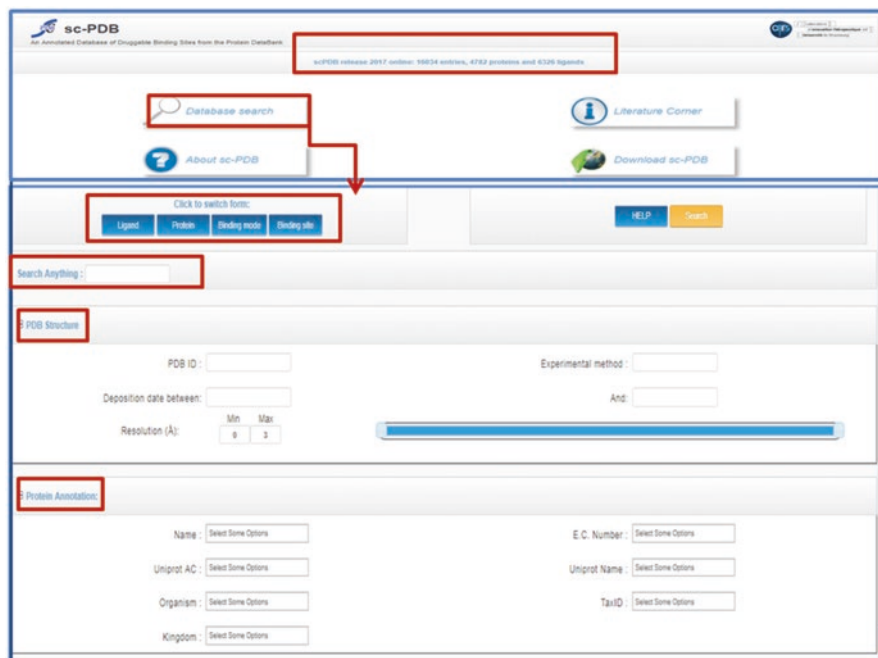 sc-PDB
An Annotated Database of Druggable Binding Sites from the Protein DataBank
scPDB release 2017 online: 16034 entries, 4782 proteins and 6326 ligands
Database search
Literature Corner
About sc-PDB
Download sc-PDB
Click to switch form:
Ligand Protein Binding mode Binding site
HELP Search
Search Anything :
PDB Structure
PDB ID : Experimental method :
Deposition date between: And:
Min Max
Resolution (Å): 0 3
Protein Annotation:
Name : Select Some Options E.C. Number : Select Some Options
Uniprot AC : Select Some Options Uniprot Name : Select Some Options
Organism : Select Some Options TaxID : Select Some Options
Kingdom : Select Some Options